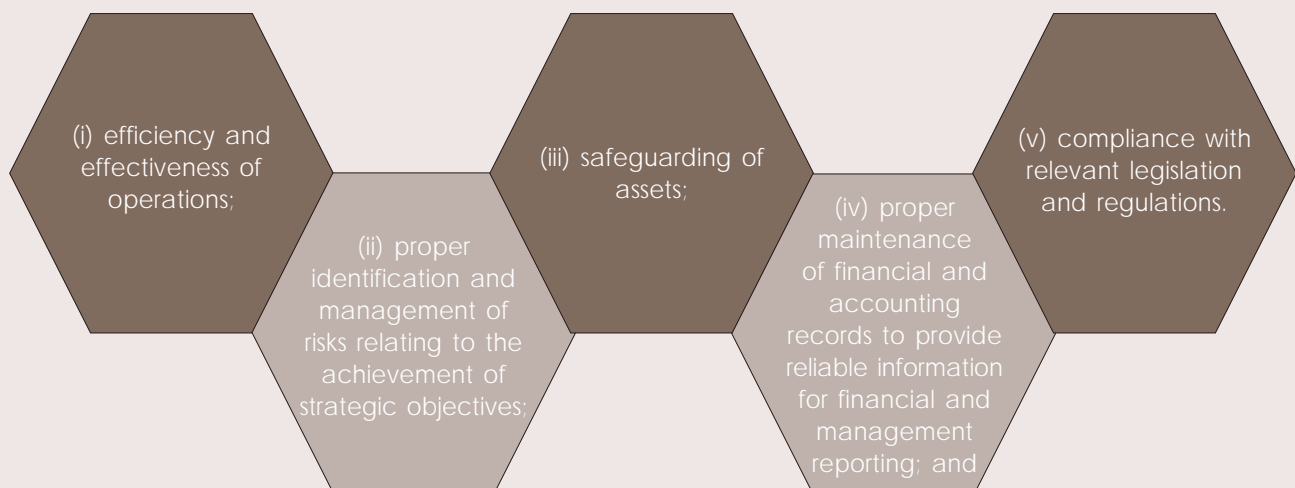 (i) efficiency and
effectiveness of
operations;
(ii) proper
identification and
management of
risks relating to the
achievement of
strategic objectives;
(iii) safeguarding of
assets;
(iv) proper
maintenance
of financial and
accounting
records to provide
reliable information
for financial and
management
reporting; and
(v) compliance with
relevant legislation
and regulations.